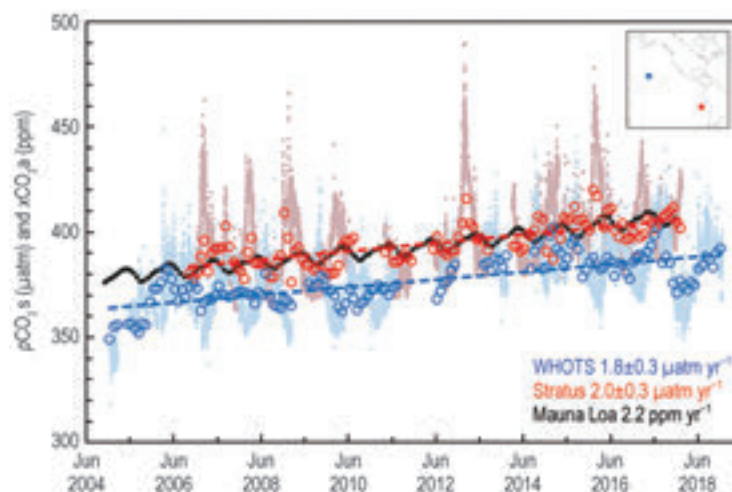 500
450
400
350
300
ρCO₂s (µatm) and xCO₂a (ppm)
WHOTS 1.8±0.3 µatm yr⁻¹
Stratus 2.0±0.3 µatm yr⁻¹
Mauna Loa 2.2 ppm yr⁻¹
Jun Jun Jun Jun Jun Jun Jun Jun
2004 2006 2008 2010 2012 2014 2016 2018